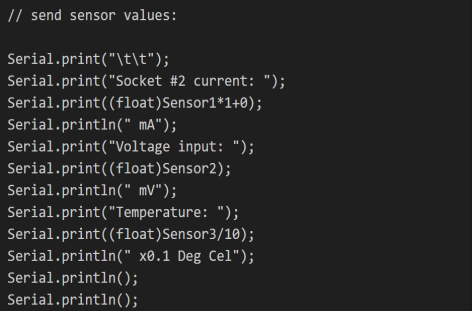 // send sensor values:
Serial.print("\t\t");
Serial.print("Socket #2 current: ");
Serial.print((float)Sensor1*1+0);
Serial.println(" mA");
Serial.print("Voltage input: ");
Serial.print((float)Sensor2);
Serial.println(" mV");
Serial.print("Temperature: ");
Serial.print((float)Sensor3/10);
Serial.println(" x0.1 Deg Cel");
Serial.println();
Serial.println();